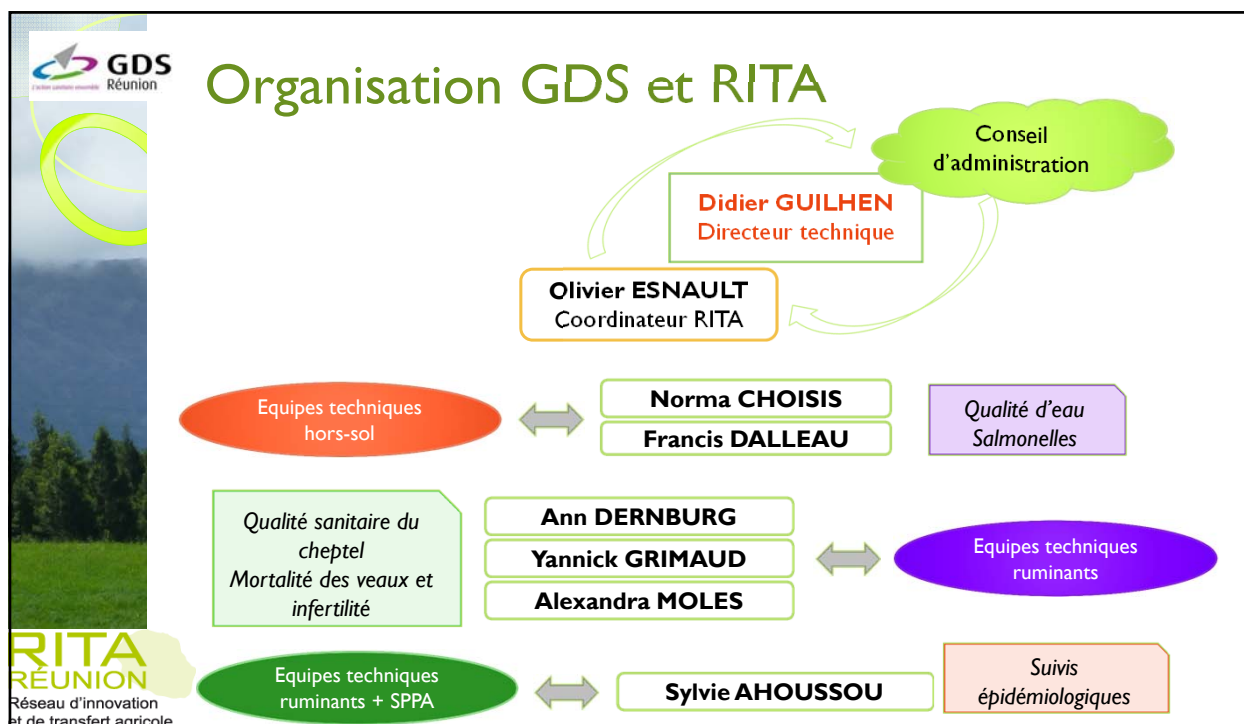 GDS
Réunion
L'action sanitaire ensemble
Organisation GDS et RITA
Conseil
d'administration
Didier GUILHEN
Directeur technique
Olivier ESNAULT
Coordinateur RITA
Equipes techniques
hors-sol
Norma CHOISIS
Francis DALLEAU
Qualité d'eau
Salmonelles
Qualité sanitaire du
cheptel
Mortalité des veaux et
infertilité
Ann DERNBURG
Yannick GRIMAUD
Alexandra MOLES
Equipes techniques
ruminants
Equipes techniques
ruminants + SPPA
Sylvie AHOUSSOU
Suivis
épidémiologiques
RITA
RÉUNION
Réseau d'innovation
et de transfert agricole